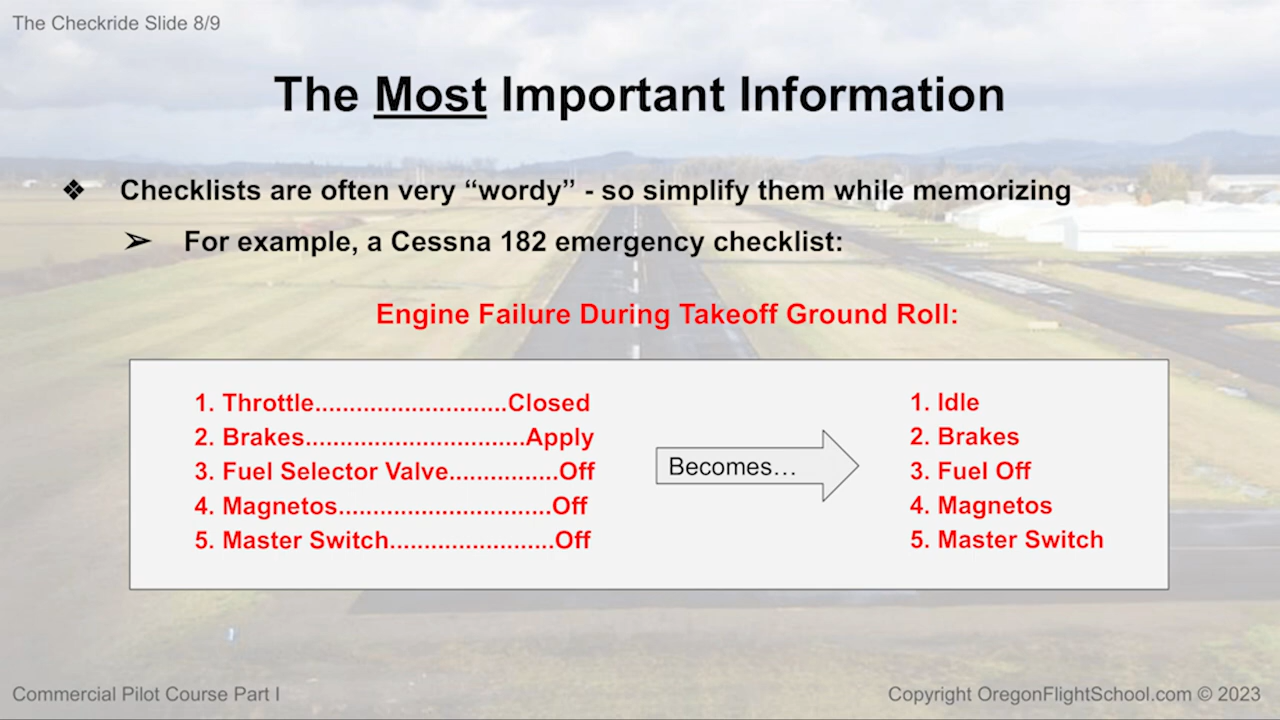 The Checkride Slide 8/9
The Most Important Information
❖ Checklists are often very “wordy” - so simplify them while memorizing
➢ For example, a Cessna 182 emergency checklist:
Engine Failure During Takeoff Ground Roll:
1. Throttle............................Closed
2. Brakes................................Apply
3. Fuel Selector Valve................Off
4. Magnetos...............................Off
5. Master Switch........................Off
Becomes…
1. Idle
2. Brakes
3. Fuel Off
4. Magnetos
5. Master Switch
Commercial Pilot Course Part I
Copyright OregonFlightSchool.com © 2023